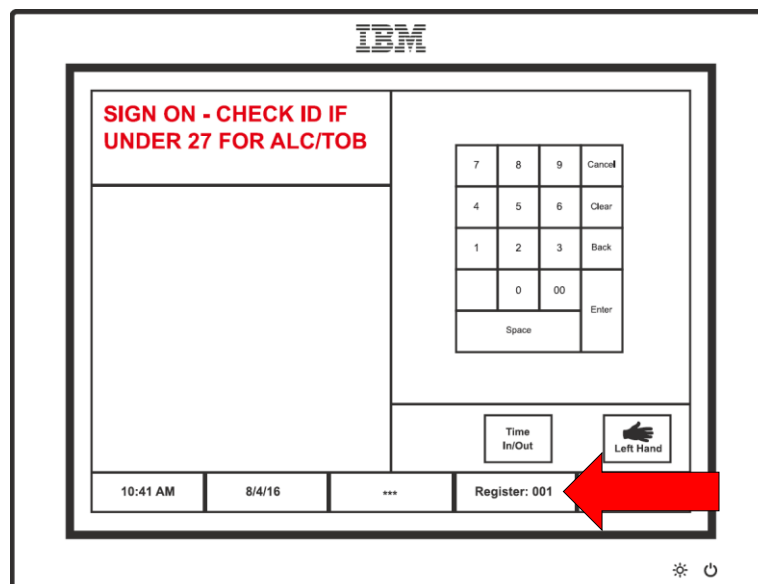 IBM
SIGN ON - CHECK ID IF
UNDER 27 FOR ALC/TOB
7 8 9 Cancel
4 5 6 Clear
1 2 3 Back
0 00 Enter
Space
Time
In/Out
Left Hand
10:41 AM 8/4/16 *** Register: 001